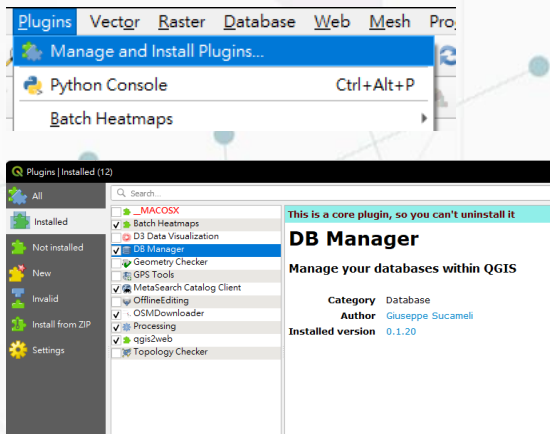 Plugins Vector Raster Database Web Mesh Pro
Manage and Install Plugins...
Python Console Ctrl+Alt+P
Batch Heatmaps
Plugins | Installed (12)
All
Installed
Not installed
New
Invalid
Install from ZIP
Settings
Search...
__MACOSX
Batch Heatmaps
D3 Data Visualization
DB Manager
Geometry Checker
GPS Tools
MetaSearch Catalog Client
OfflineEditing
OSMDownloader
Processing
qgis2web
Topology Checker
This is a core plugin, so you can't uninstall it
DB Manager
Manage your databases within QGIS
Category Database
Author Giuseppe Sucameli
Installed version 0.1.20